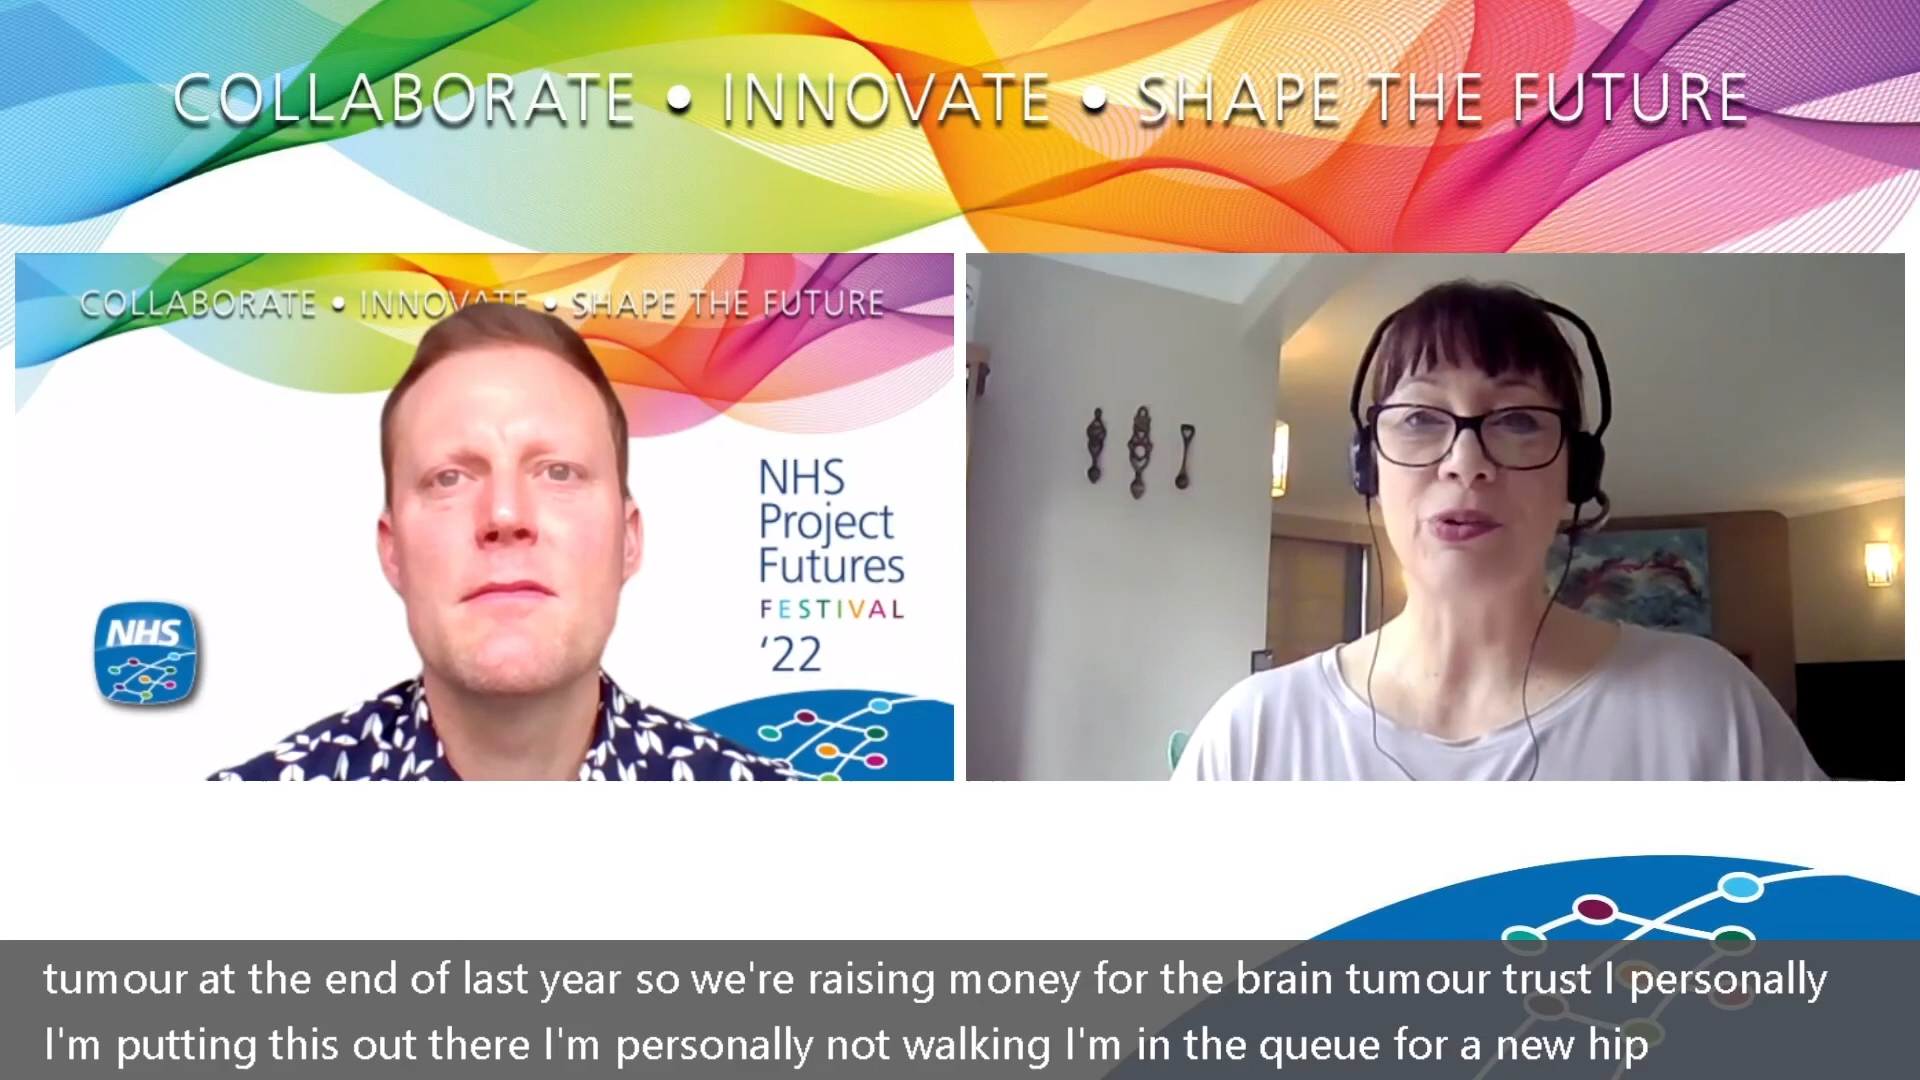 COLLABORATE • INNOVATE • SHAPE THE FUTURE
COLLABORATE • INNOVATE • SHAPE THE FUTURE
NHS
Project
Futures
FESTIVAL
‘22
NHS
tumour at the end of last year so we're raising money for the brain tumour trust I personally
I'm putting this out there I'm personally not walking I'm in the queue for a new hip